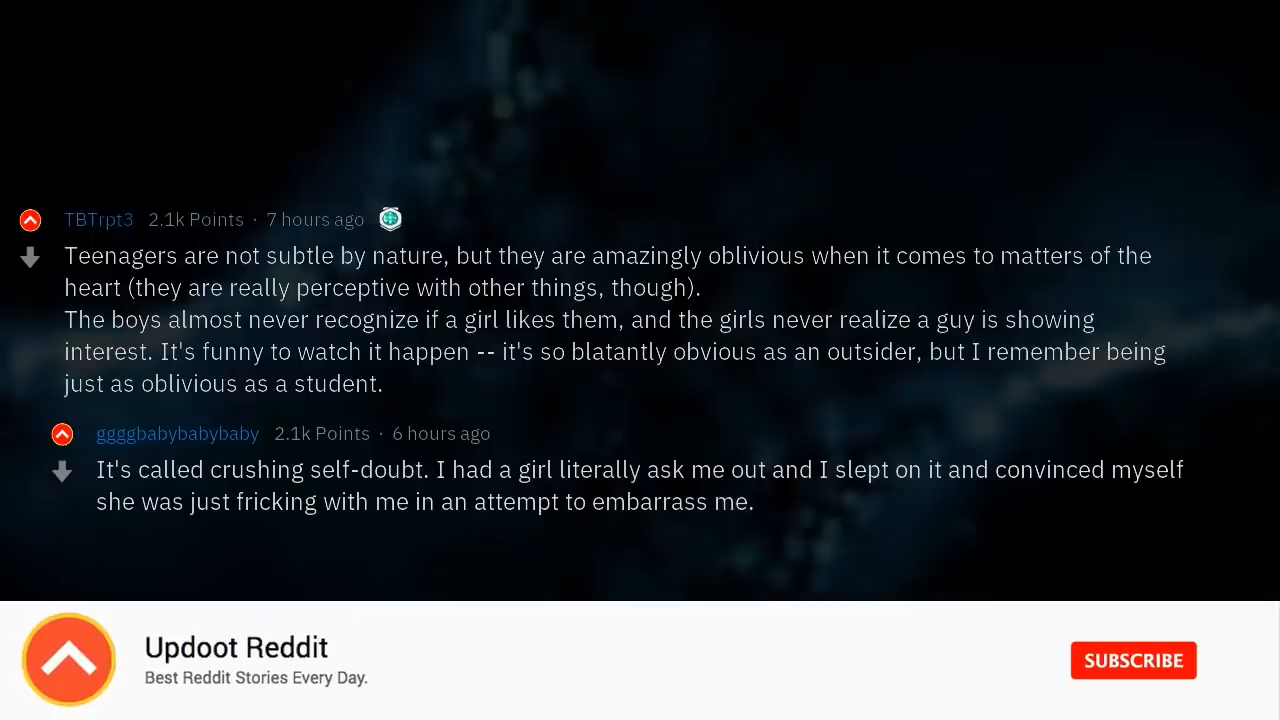 TBTrpt3 2.1k Points · 7 hours ago
Teenagers are not subtle by nature, but they are amazingly oblivious when it comes to matters of the
heart (they are really perceptive with other things, though).
The boys almost never recognize if a girl likes them, and the girls never realize a guy is showing
interest. It's funny to watch it happen -- it's so blatantly obvious as an outsider, but I remember being
just as oblivious as a student.
ggggbabybabybaby 2.1k Points · 6 hours ago
It's called crushing self-doubt. I had a girl literally ask me out and I slept on it and convinced myself
she was just fricking with me in an attempt to embarrass me.
Updoot Reddit
Best Reddit Stories Every Day.
SUBSCRIBE